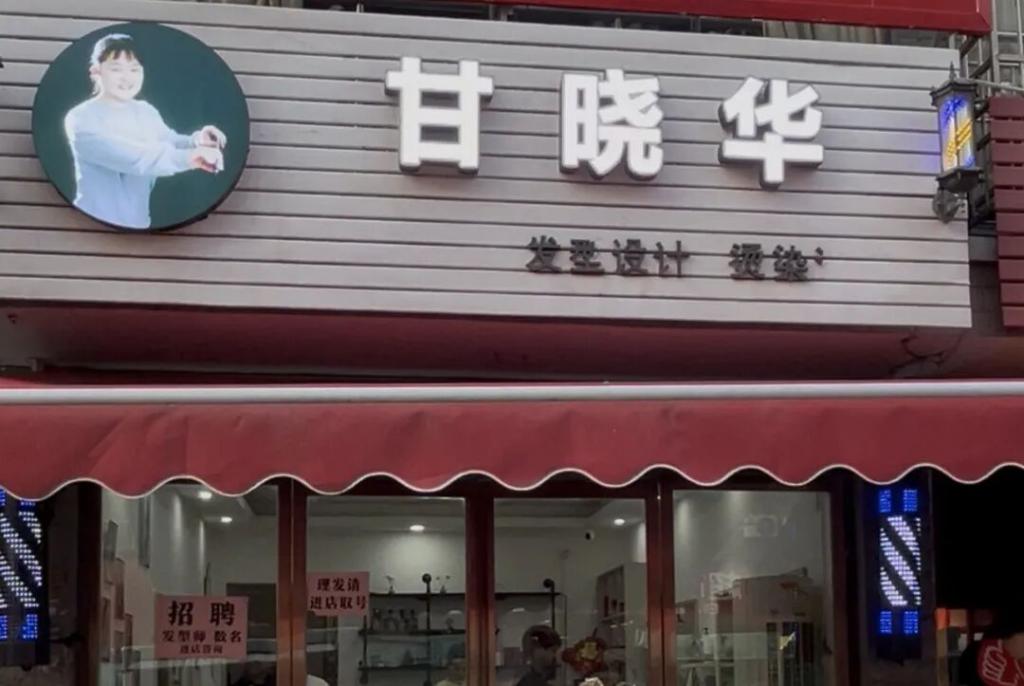 甘晓华
发型设计 烫染
招聘
发型师 数名
进店咨询
理发请
进店取号